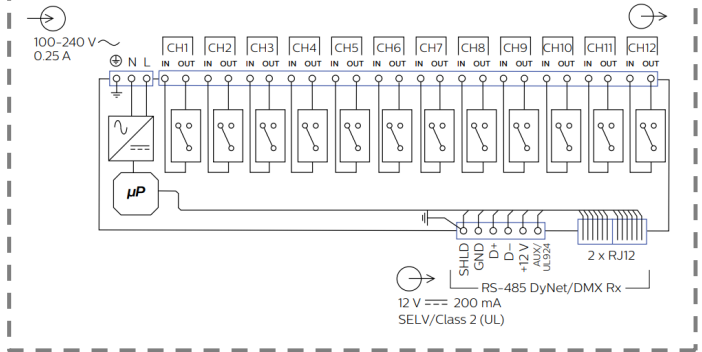 100-240 V
0.25 A
CH1 CH2 CH3 CH4 CH5 CH6 CH7 CH8 CH9 CH10 CH11 CH12
N L IN OUT IN OUT IN OUT IN OUT IN OUT IN OUT IN OUT IN OUT IN OUT IN OUT IN OUT IN OUT
µP
SHLD
GND
D+
D−
+12 V
AUX/
UL924
2 x RJ12
RS-485 DyNet/DMX Rx
12 V 200 mA
SELV/Class 2 (UL)